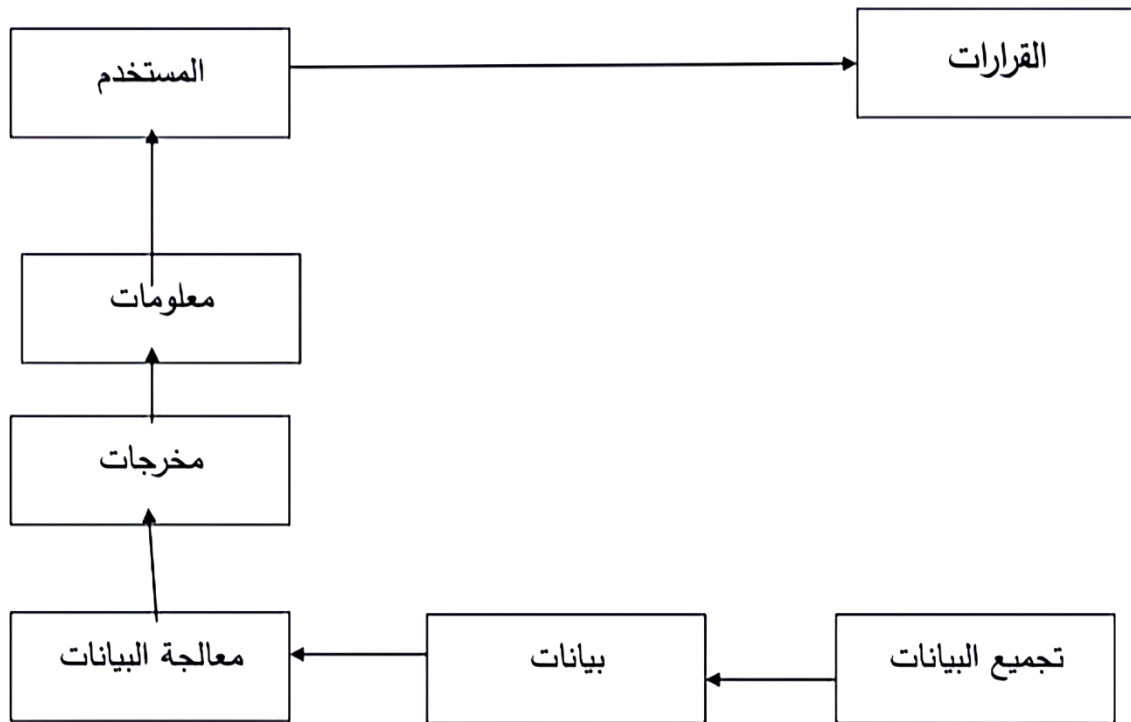 القرارات
المستخدم
معلومات
مخرجات
تجميع البيانات
بيانات
معالجة البيانات